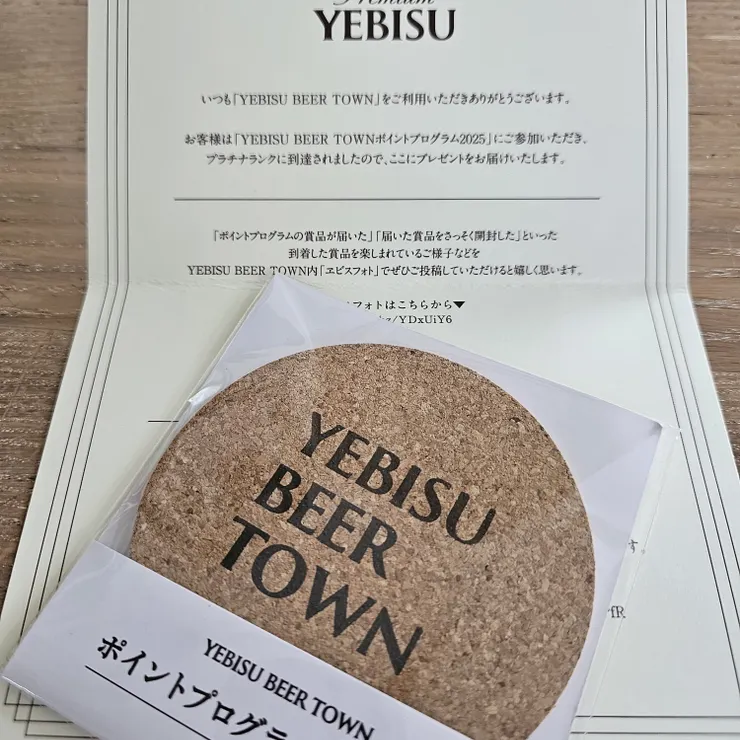 Premium
YEBISU
いつも「YEBISU BEER TOWN」をご利用いただきありがとうございます。
お客様は「YEBISU BEER TOWNポイントプログラム2025」にご参加いただき、
プラチナランクに到達されましたので、ここにプレゼントをお届けいたします。
「ポイントプログラムの賞品が届いた」「届いた賞品をさっそく開封した」といった
到着した賞品を楽しまれているご様子などを
YEBISU BEER TOWN内「ヱビスフォト」でぜひご投稿していただけると嬉しく思います。
フォトはこちらから▼
/YDxUiY6
YEBISU
BEER
TOWN
す。
fR
YEBISU BEER TOWN
ポイントプログラ